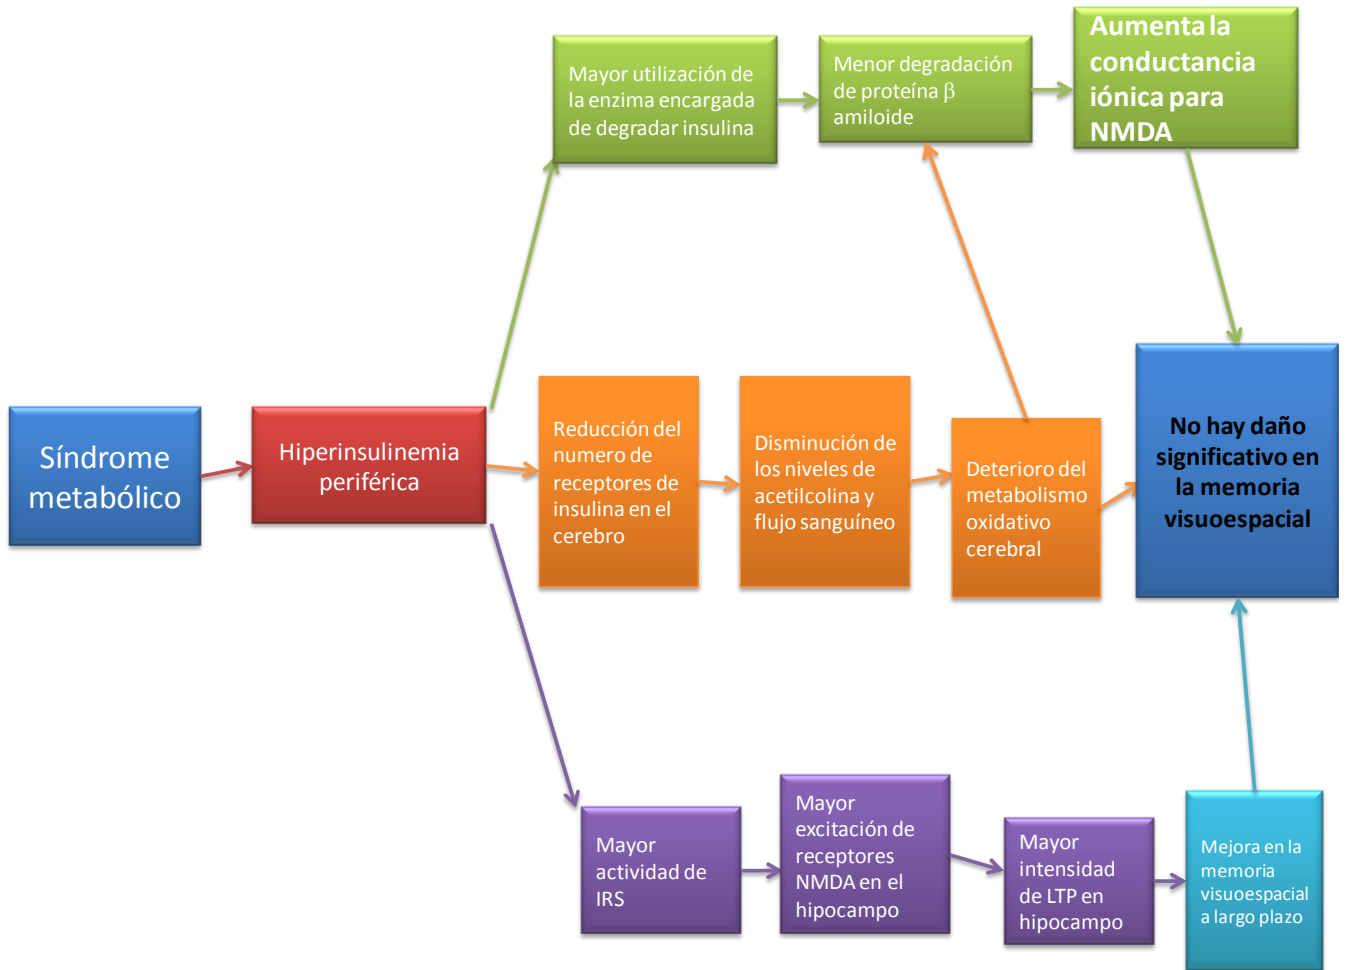 Síndrome
metabólico
Hiperinsulinemia
periférica
Mayor utilización de
la enzima encargada
de degradar insulina
Menor degradación
de proteína β
amiloide
Aumenta la
conductancia
iónica para
NMDA
Reducción del
numero de
receptores de
insulina en el
cerebro
Disminución de
los niveles de
acetilcolina y
flujo sanguíneo
Deterioro del
metabolismo
oxidativo
cerebral
No hay daño
significativo en
la memoria
visuoespacial
Mayor
actividad de
IRS
Mayor
excitación de
receptores
NMDA en el
hipocampo
Mayor
intensidad
de LTP en
hipocampo
Mejora en la
memoria
visuoespacial
a largo plazo